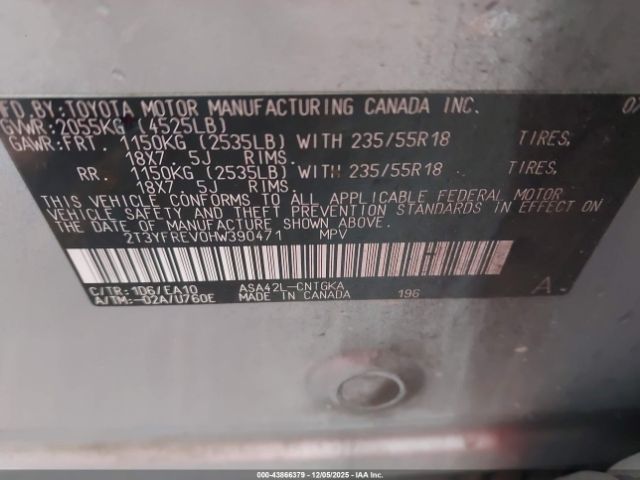 FD.BY:TOYOTA MOTOR MANUFACTURING CANADA INC. 07
GVWR:2055KG (4525LB)
GAWR:FRT. 1150KG (2535LB) WITH 235/55R18 TIRES,
18X7.5J RIMS.
RR. 1150KG (2535LB) WITH 235/55R18 TIRES,
18X7.5J RIMS.
THIS VEHICLE CONFORMS TO ALL APPLICABLE FEDERAL MOTOR
VEHICLE SAFETY AND THEFT PREVENTION STANDARDS IN EFFECT ON
THE DATE OF MANUFACTURE SHOWN ABOVE.
2T3YFREV0HW390471 MPV
C/TR:1D6/EA10 ASA42L-CNTGKA
A/TM:-02A/U760E MADE IN CANADA 196 A
000-43866379 | 12/05/2025 | IAA Inc.